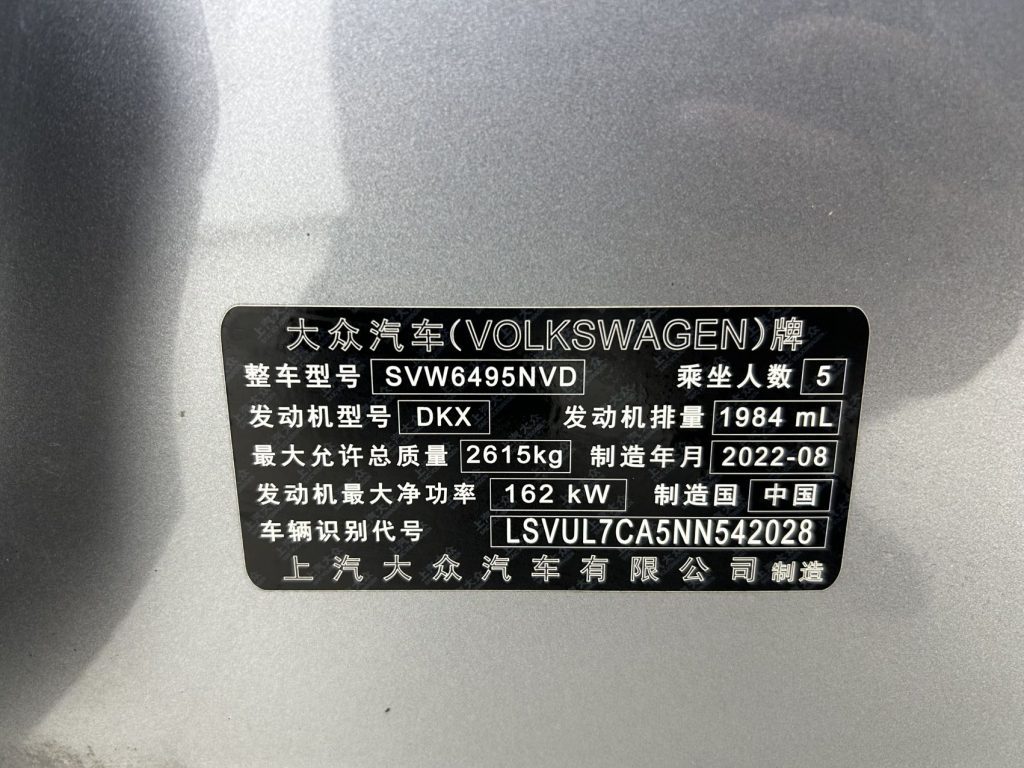 大众汽车(VOLKSWAGEN)牌
整车型号 SVW6495NVD 乘坐人数 5
发动机型号 DKX 发动机排量 1984 mL
最大允许总质量 2615kg 制造年月 2022-08
发动机最大净功率 162 kW 制造国 中国
车辆识别代号 LSVUL7CA5NN542028
上汽大众汽车有限公司 制造